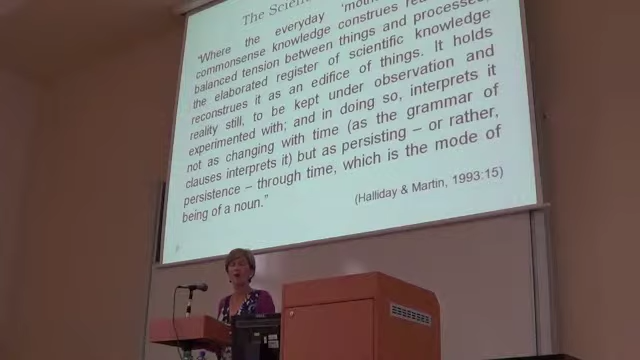 The Scien
"Where the everyday 'moth
commonsense knowledge construes rea
balanced tension between things and processes,
the elaborated register of scientific knowledge
reconstrues it as an edifice of things. It holds
reality still, to be kept under observation and
experimented with; and in doing so, interprets it
not as changing with time (as the grammar of
clauses interprets it) but as persisting – or rather,
persistence – through time, which is the mode of
being of a noun."
(Halliday & Martin, 1993:15)